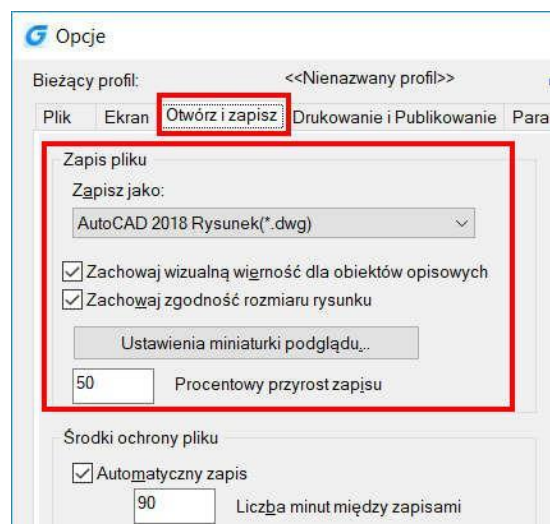 Opcje
Bieżący profil: <<Nienazwany profil>>
Plik Ekran Otwórz i zapisz Drukowanie i Publikowanie Para
Zapis pliku
Zapisz jako:
AutoCAD 2018 Rysunek(*.dwg)
Zachowaj wizualną wierność dla obiektów opisowych
Zachowaj zgodność rozmiaru rysunku
Ustawienia miniaturki podglądu...
50 Procentowy przyrost zapisu
Środki ochrony pliku
Automatyczny zapis
90 Liczba minut między zapisami